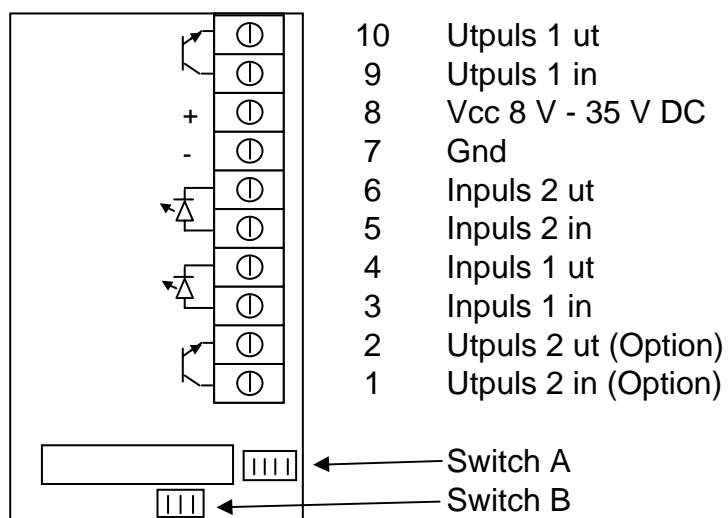 10 Utpuls 1 ut
9 Utpuls 1 in
+ 8 Vcc 8 V - 35 V DC
- 7 Gnd
6 Inpuls 2 ut
5 Inpuls 2 in
4 Inpuls 1 ut
3 Inpuls 1 in
2 Utpuls 2 ut (Option)
1 Utpuls 2 in (Option)
Switch A
Switch B